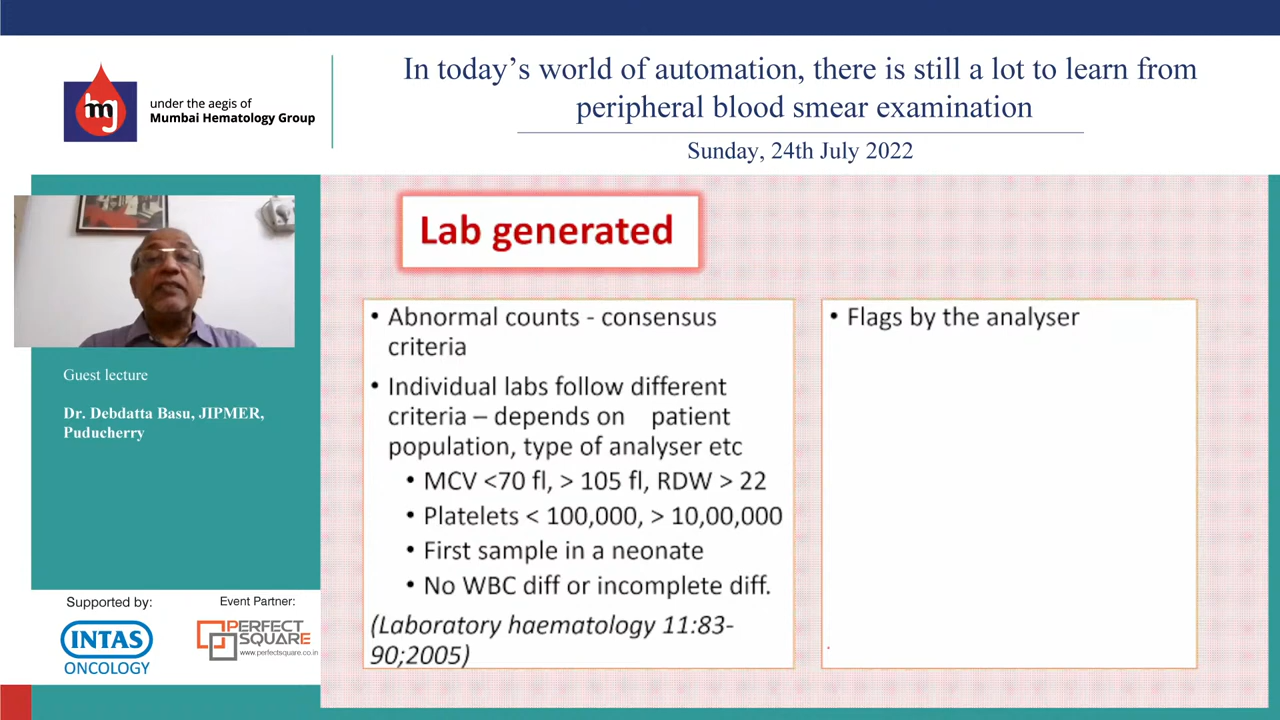 In today's world of automation, there is still a lot to learn from
peripheral blood smear examination
Sunday, 24th July 2022
mg
under the aegis of
Mumbai Hematology Group
Guest lecture
Dr. Debdatta Basu, JIPMER,
Puducherry
Supported by:
INTAS
ONCOLOGY
Event Partner:
PERFECT
SQUARE
www.perfectsquare.co.in
Lab generated
• Abnormal counts - consensus
criteria
• Individual labs follow different
criteria – depends on patient
population, type of analyser etc
• MCV <70 fl, > 105 fl, RDW > 22
• Platelets < 100,000, > 10,00,000
• First sample in a neonate
• No WBC diff or incomplete diff.
(Laboratory haematology 11:83-
90;2005)
• Flags by the analyser